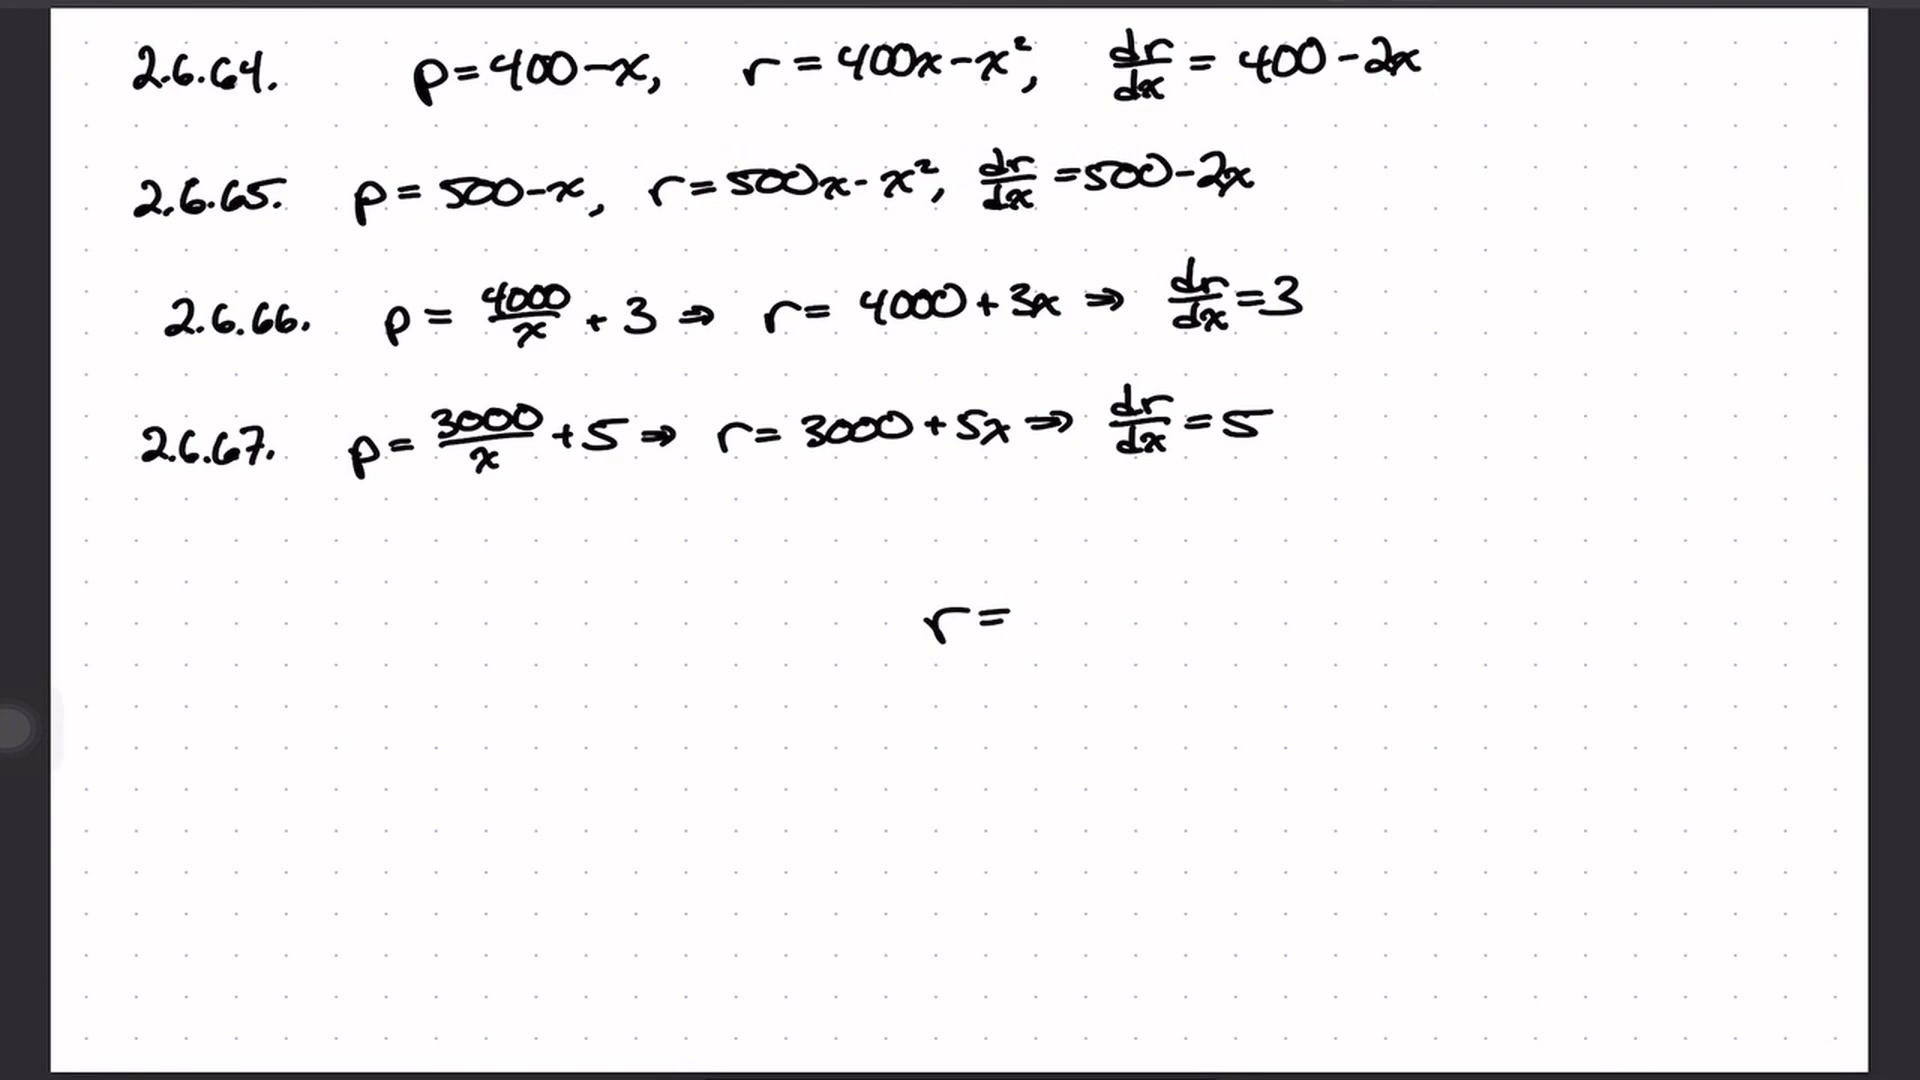 2.6.64. p=400-x, r=400x-x², dr/dx = 400-2x
2.6.65. p=500-x, r=500x-x², dr/dx =500-2x
2.6.66. p = 4000/x + 3 ⇒ r= 4000+3x ⇒ dr/dx=3
2.6.67. p= 3000/x +5 ⇒ r= 3000+5x ⇒ dr/dx = 5
r=